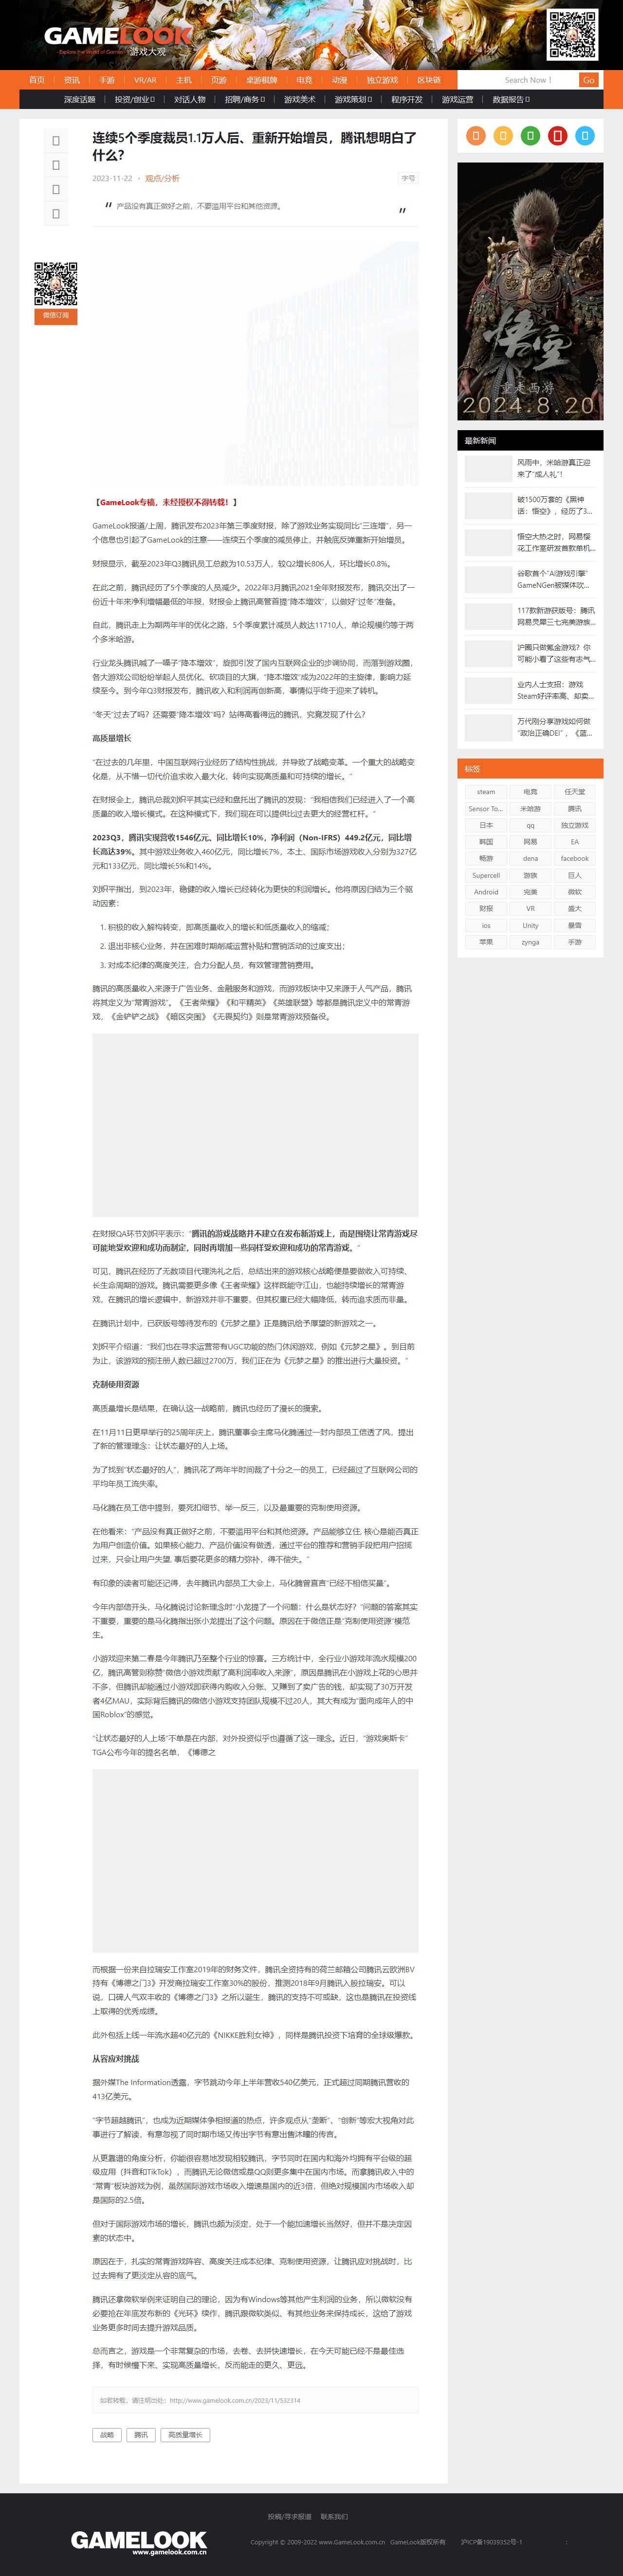 GAMELOOK
Explore the World of Games
游戏大观
首页
资讯
手游
VR/AR
主机
页游
桌游棋牌
电竞
动漫
独立游戏
区块链
Search Now！
Go
深度话题
投资/创业
对话人物
招聘/商务
游戏美术
游戏策划
程序开发
游戏运营
数据报告
连续5个季度裁员1.1万人后、重新开始增员，腾讯想明白了
什么？
2023-11-22 • 观点/分析
字号
“ 产品没有真正做好之前，不要滥用平台和其他资源。 ”
微信订阅
【GameLook专稿，未经授权不得转载！】
GameLook报道/上周，腾讯发布2023年第三季度财报，除了游戏业务实现同比“三连增”，另一
个信息也引起了GameLook的注意——连续五个季度的减员停止，并触底反弹重新开始增员。
财报显示，截至2023年Q3腾讯员工总数为10.53万人，较Q2增长806人，环比增长0.8%。
在此之前，腾讯经历了5个季度的人员减少。2022年3月腾讯2021全年财报发布，腾讯交出了一
份近十年来净利增幅最低的年报，财报会上腾讯高管首提“降本增效”，以做好“过冬”准备。
自此，腾讯走上为期两年半的优化之路，5个季度累计减员人数达11710人，单论规模约等于两
个多米哈游。
行业龙头腾讯喊了一嗓子“降本增效”，旋即引发了国内互联网企业的步调协同，而落到游戏圈，
各大游戏公司纷纷举起人员优化、砍项目的大旗，“降本增效”成为2022年的主旋律，影响力延
续至今。到今年Q3财报发布，腾讯收入和利润再创新高，事情似乎终于迎来了转机。
“冬天”过去了吗？还需要“降本增效”吗？站得高看得远的腾讯，究竟发现了什么？
高质量增长
“在过去的几年里，中国互联网行业经历了结构性挑战，并导致了战略变革。一个重大的战略变
化是，从不惜一切代价追求收入最大化，转向实现高质量和可持续的增长。”
在财报会上，腾讯总裁刘炽平其实已经和盘托出了腾讯的发现：“我相信我们已经进入了一个高
质量的收入增长模式。在这种模式下，我们现在可以提供过去更大的经营杠杆。”
2023Q3，腾讯实现营收1546亿元、同比增长10%，净利润（Non-IFRS）449.2亿元，同比增
长高达39%。其中游戏业务收入460亿元，同比增长7%，本土、国际市场游戏收入分别为327亿
元和133亿元，同比增长5%和14%。
刘炽平指出，到2023年，稳健的收入增长已经转化为更快的利润增长。他将原因归结为三个驱
动因素：
1. 积极的收入解构转变，即高质量收入的增长和低质量收入的缩减；
2. 退出非核心业务，并在困难时期削减运营补贴和营销活动的过度支出；
3. 对成本纪律的高度关注，合力分配人员，有效管理营销费用。
腾讯的高质量收入来源于广告业务、金融服务和游戏，而游戏板块中又来源于人气产品，腾讯
将其定义为“常青游戏”。《王者荣耀》《和平精英》《英雄联盟》等都是腾讯定义中的常青游
戏，《金铲铲之战》《暗区突围》《无畏契约》则是常青游戏预备役。
在财报QA环节刘炽平表示：“腾讯的游戏战略并不建立在发布新游戏上，而是围绕让常青游戏尽
可能地受欢迎和成功而制定，同时再增加一些同样受欢迎和成功的常青游戏。”
可见，腾讯在经历了无数项目代理洗礼之后，总结出来的游戏核心战略便是要做收入可持续、
长生命周期的游戏。腾讯需要更多像《王者荣耀》这样既能守江山，也能持续增长的常青游
戏，在腾讯的增长逻辑中，新游戏并非不重要，但其权重已经大幅降低，转而追求质而非量。
在腾讯计划中，已获版号等待发布的《元梦之星》正是腾讯给予厚望的新游戏之一。
刘炽平介绍道：“我们也在寻求运营带有UGC功能的热门休闲游戏，例如《元梦之星》。到目前
为止，该游戏的预注册人数已超过2700万，我们正在为《元梦之星》的推出进行大量投资。”
克制使用资源
高质量增长是结果，在确认这一战略前，腾讯也经历了漫长的摸索。
在11月11日更早举行的25周年庆上，腾讯董事会主席马化腾通过一封内部员工信透了风，提出
了新的管理理念：让状态最好的人上场。
为了找到“状态最好的人”，腾讯花了两年半时间裁了十分之一的员工，已经超过了互联网公司的
平均年员工流失率。
马化腾在员工信中提到，要死扣细节、举一反三，以及最重要的克制使用资源。
在他看来：“产品没有真正做好之前，不要滥用平台和其他资源。产品能够立住, 核心是能否真正
为用户创造价值。如果核心能力、产品价值没有做透，通过平台的推荐和营销手段把用户招揽
过来，只会让用户失望, 事后要花更多的精力弥补，得不偿失。”
有印象的读者可能还记得，去年腾讯内部员工大会上，马化腾曾直言“已经不相信买量”。
今年内部信开头，马化腾说讨论新理念时“小龙提了一个问题：什么是状态好？”问题的答案其实
不重要，重要的是马化腾指出张小龙提出了这个问题。原因在于微信正是“克制使用资源”模范
生。
小游戏迎来第二春是今年腾讯乃至整个行业的惊喜。三方统计中，全行业小游戏年流水规模200
亿，腾讯高管则称赞“微信小游戏贡献了高利润率收入来源”，原因是腾讯在小游戏上花的心思并
不多，但腾讯却能通过小游戏即获得内购收入分账、又赚到了卖广告的钱，却实现了30万开发
者4亿MAU，实际背后腾讯的微信小游戏支持团队规模不过20人，其大有成为“面向成年人的中
国Roblox”的感觉。
“让状态最好的人上场”不单是在内部，对外投资似乎也遵循了这一理念。近日，“游戏奥斯卡”
TGA公布今年的提名名单，《博德之
而根据一份来自拉瑞安工作室2019年的财务文件，腾讯全资持有的荷兰邮箱公司腾讯云欧洲BV
持有《博德之门3》开发商拉瑞安工作室30%的股份，推测2018年9月腾讯入股拉瑞安。可以
说，口碑人气双丰收的《博德之门3》之所以诞生，腾讯的支持不可或缺，这也是腾讯在投资线
上取得的优秀成绩。
此外包括上线一年流水超40亿元的《NIKKE胜利女神》，同样是腾讯投资下培育的全球级爆款。
从容应对挑战
据外媒The Information透露，字节跳动今年上半年营收540亿美元，正式超过同期腾讯营收的
413亿美元。
“字节超越腾讯”，也成为近期媒体争相报道的热点，许多观点从“垄断”、“创新”等宏大视角对此
事进行了解读，有意忽视了同时期市场又传出字节有意出售沐瞳的传言。
从更靠谱的角度分析，你能很容易地发现相较腾讯，字节同时在国内和海外均拥有平台级的超
级应用（抖音和TikTok），而腾讯无论微信或是QQ则更多集中在国内市场。而拿腾讯收入中的
“常青”板块游戏为例，虽然国际游戏市场收入增速是国内的近3倍，但绝对规模国内市场收入却
是国际的2.5倍。
但对于国际游戏市场的增长，腾讯也颇为淡定，处于一个能加速增长当然好，但并不是决定因
素的状态中。
原因在于，扎实的常青游戏阵容、高度关注成本纪律、克制使用资源，让腾讯应对挑战时，比
过去拥有了更淡定从容的底气。
腾讯还拿微软举例来证明自己的理论，因为有Windows等其他产生利润的业务，所以微软没有
必要抢在年底发布新的《光环》续作，腾讯跟微软类似、有其他业务来保持成长，这给了游戏
业务更多时间去提升游戏品质。
总而言之，游戏是一个非常复杂的市场，去卷、去拼快速增长，在今天可能已经不是最佳选
择，有时候慢下来、实现高质量增长，反而能走的更久、更远。
如若转载，请注明出处：http://www.gamelook.com.cn/2023/11/532314
战略
腾讯
高质量增长
悟空
重走西游
2024.8.20
最新新闻
风雨中，米哈游真正迎
来了“成人礼”！
破1500万套的《黑神
话：悟空》，经历了3...
悟空大热之时，网易樱
花工作室研发首款单机...
谷歌首个“AI游戏引擎”
GameNGen被媒体吹...
117款新游获版号：腾讯
网易灵犀三七完美游族...
沪圈只做氪金游戏？你
可能小看了这些有志气...
业内人士支招：游戏
Steam好评率高、却卖...
万代刚分享游戏如何做
“政治正确DEI”，《蓝...
标签
steam
电竞
任天堂
Sensor To...
米哈游
腾讯
日本
qq
独立游戏
韩国
网易
EA
畅游
dena
facebook
Supercell
游族
巨人
Android
完美
微软
财报
VR
盛大
ios
Unity
暴雪
苹果
zynga
手游
投稿/寻求报道
联系我们
GAMELOOK
www.gamelook.com.cn
Copyright © 2009-2022 www.GameLook.com.cn GameLook版权所有
沪ICP备19039352号-1